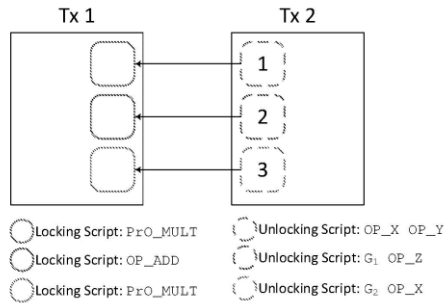 Tx 1 Tx 2
1
2
3
Locking Script: PrO_MULT Unlocking Script: OP_X OP_Y
Locking Script: OP_ADD Unlocking Script: G₁ OP_Z
Locking Script: PrO_MULT Unlocking Script: G₂ OP_X